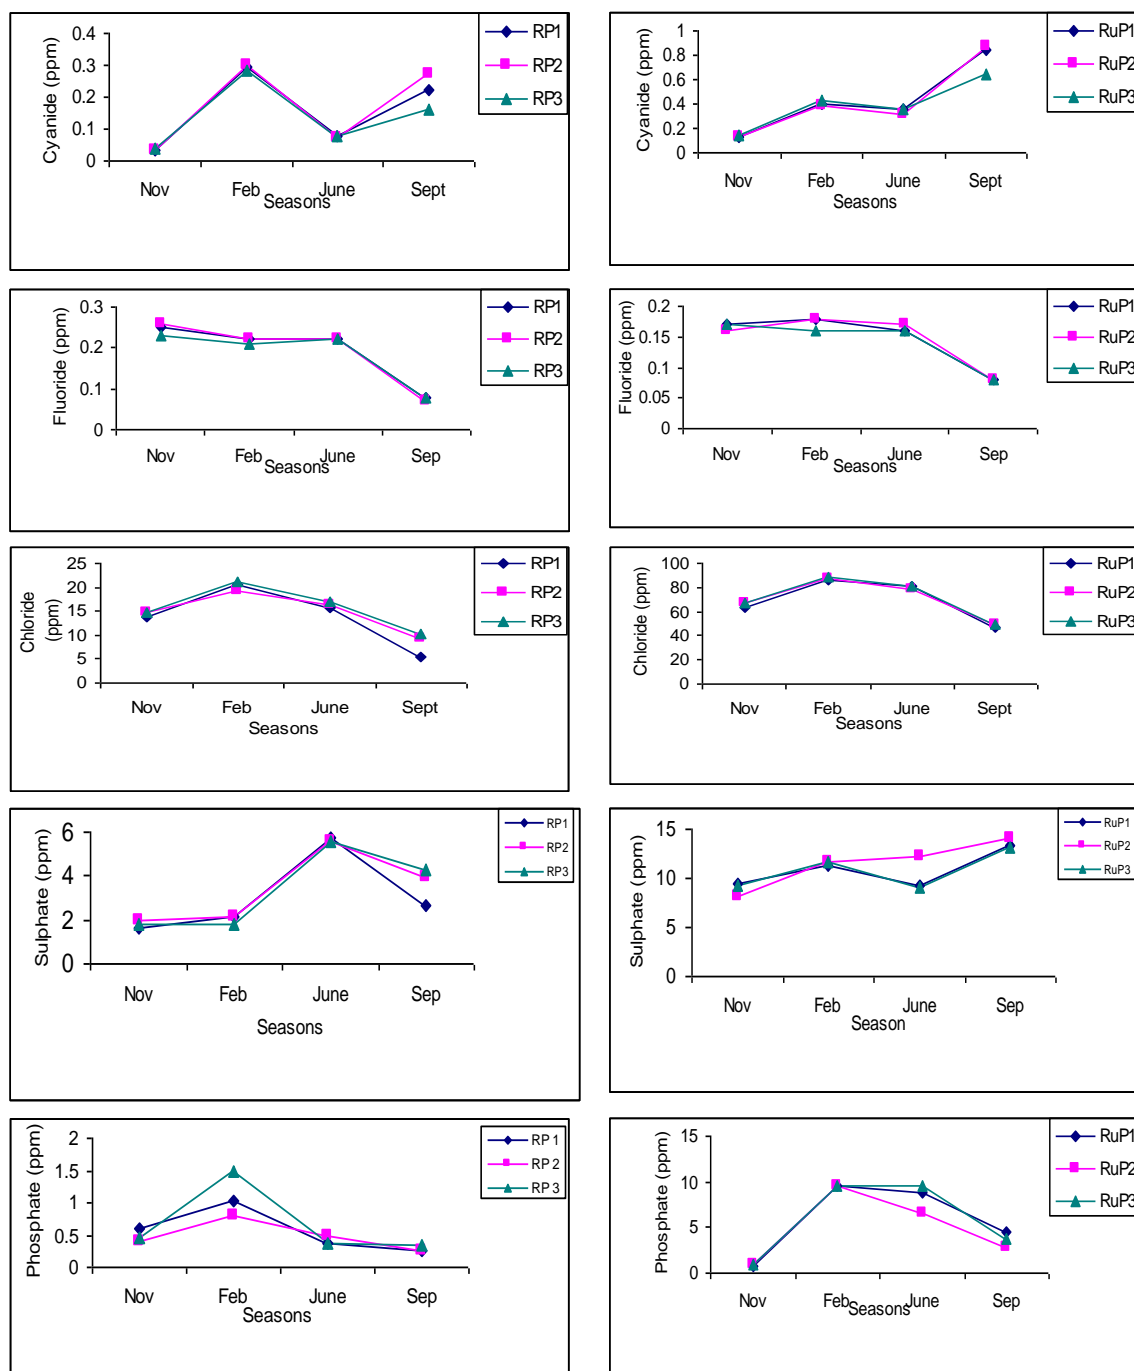 Cyanide (ppm)
0.4
0.3
0.2
0.1
0
Nov Feb June Sept
Seasons
RP1
RP2
RP3
Cyanide (ppm)
1
0.8
0.6
0.4
0.2
0
Nov Feb June Sept
Seasons
RuP1
RuP2
RuP3
Fluoride (ppm)
0.3
0.2
0.1
0
Nov Feb June Sep
Seasons
RP1
RP2
RP3
Fluoride (ppm)
0.2
0.15
0.1
0.05
0
Nov Feb June Sep
Seasons
RuP1
RuP2
RuP3
Chloride
(ppm)
25
20
15
10
5
0
Nov Feb June Sept
Seasons
RP1
RP2
RP3
Chloride (ppm)
100
80
60
40
20
0
Nov Feb June Sep
Seasons
RuP1
RuP2
RuP3
Sulphate (ppm)
6
4
2
0
Nov Feb June Sep
Seasons
RP1
RP2
RP3
Sulphate (ppm)
15
10
5
0
Nov Feb June Sep
Season
RuP1
RuP2
RuP3
Phosphate (ppm)
2
1.5
1
0.5
0
Nov Feb June Sep
Seasons
RP 1
RP 2
RP 3
Phosphate (ppm)
15
10
5
0
Nov Feb June Sep
Seasons
RuP1
RuP2
RuP3